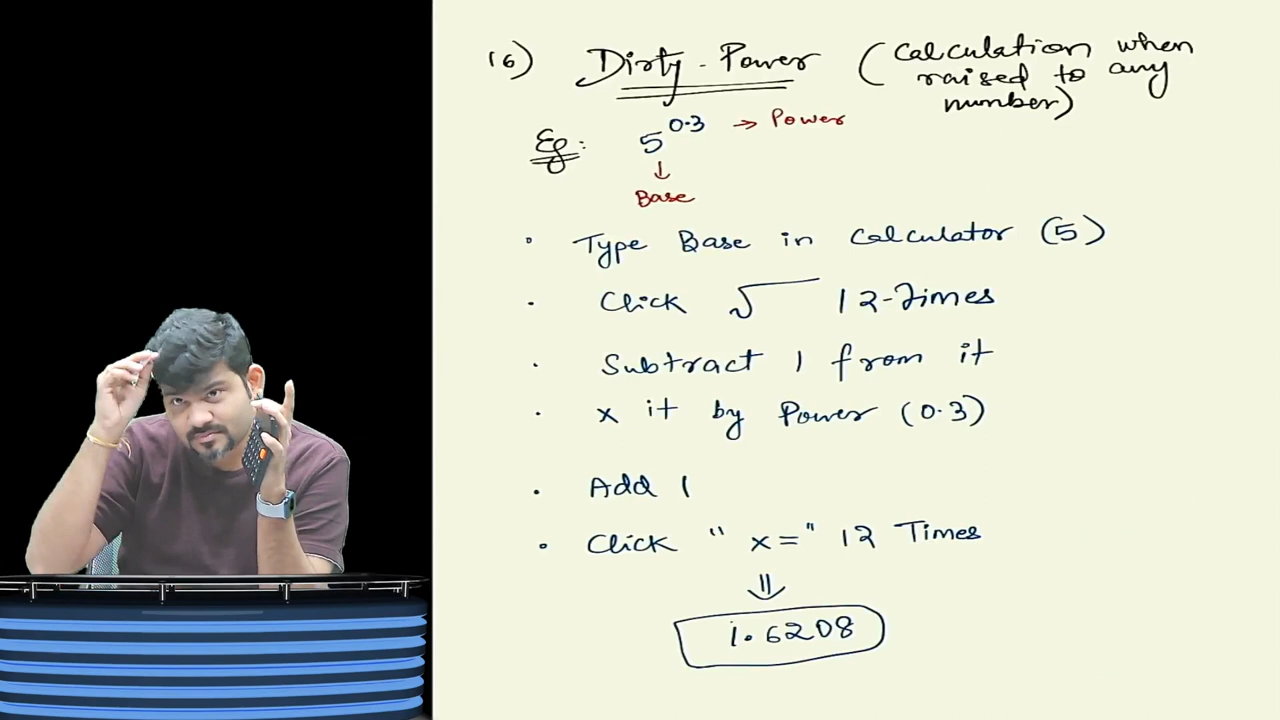 16) Dirty-Power (Calculation when raised to any number)
Eg: 5^0.3 → Power
↓
Base
• Type Base in Calculator (5)
• Click √ 12-Times
• Subtract 1 from it
• x it by Power (0.3)
• Add 1
• Click " x=" 12 Times
⇓
1.6208